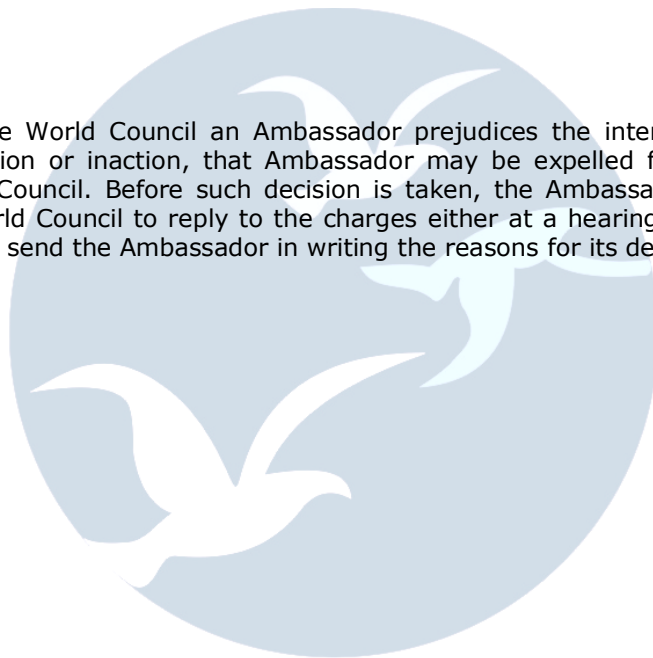 e World Council an Ambassador prejudices the inter
ion or inaction, that Ambassador may be expelled f
Council. Before such decision is taken, the Ambassa
rld Council to reply to the charges either at a hearing
send the Ambassador in writing the reasons for its de